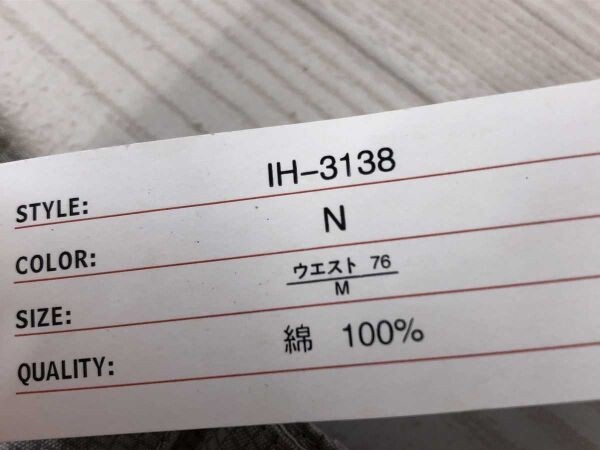 STYLE: IH-3138
COLOR: N
SIZE: ウエスト 76
M
QUALITY: 綿 100%